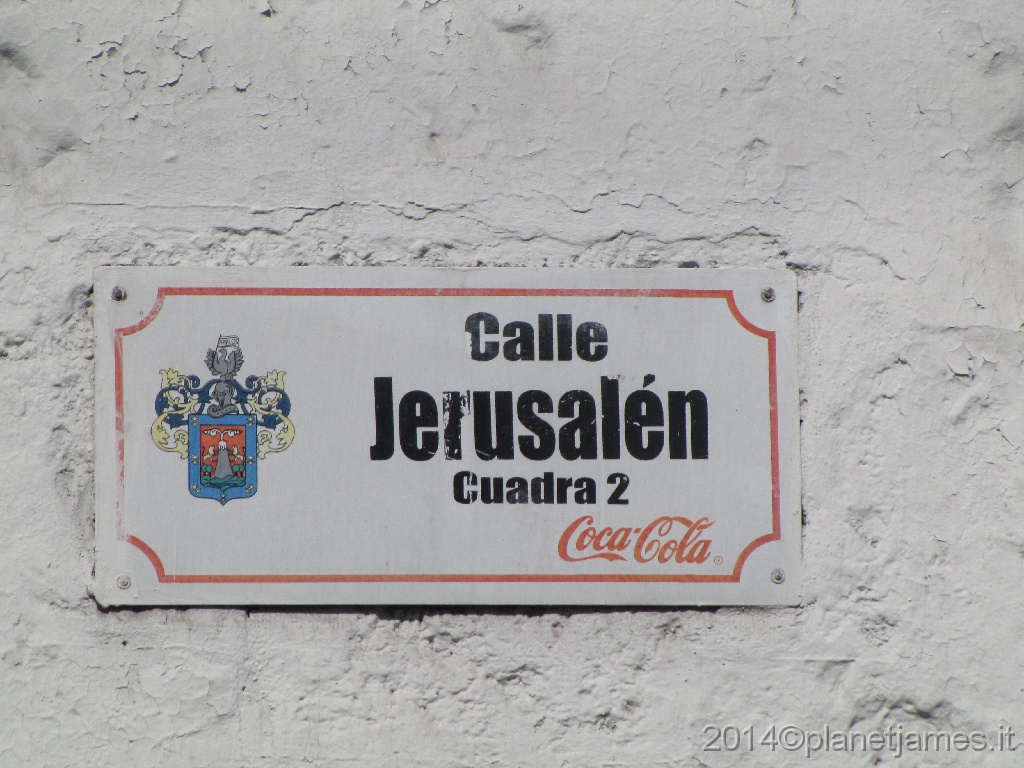 Calle
Jerusalén
Cuadra 2
Coca-Cola®
2014©planetjames.it